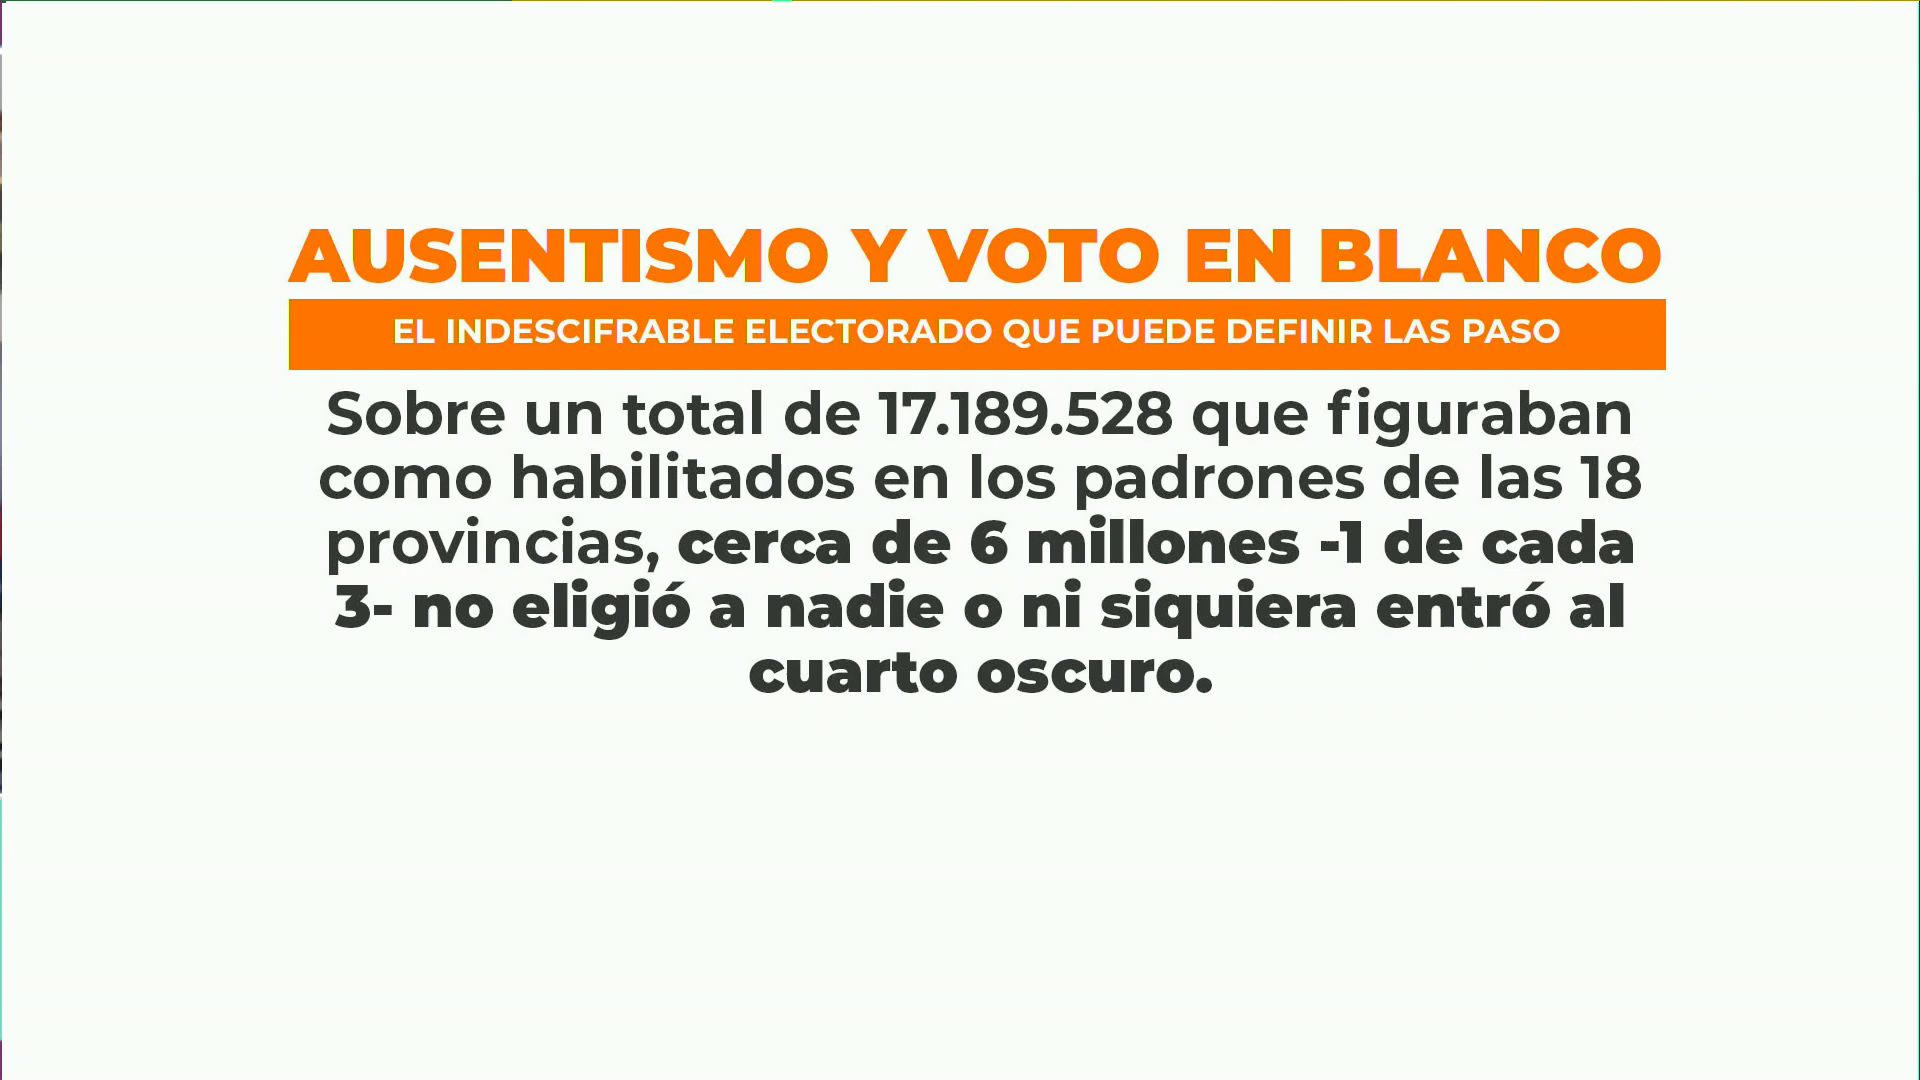 AUSENTISMO Y VOTO EN BLANCO
EL INDESCIFRABLE ELECTORADO QUE PUEDE DEFINIR LAS PASO
Sobre un total de 17.189.528 que figuraban
como habilitados en los padrones de las 18
provincias, cerca de 6 millones -1 de cada
3- no eligió a nadie o ni siquiera entró al
cuarto oscuro.